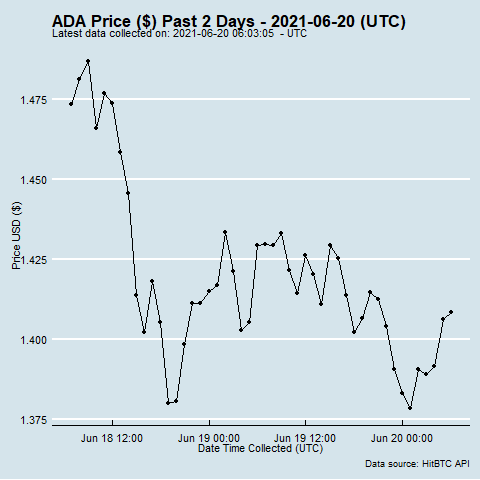 ADA Price ($) Past 2 Days - 2021-06-20 (UTC)
Latest data collected on: 2021-06-20 06:03:05 - UTC
1.475
1.450
1.425
1.400
1.375
Price USD ($)
Jun 18 12:00 Jun 19 00:00 Jun 19 12:00 Jun 20 00:00
Date Time Collected (UTC)
Data source: HitBTC API